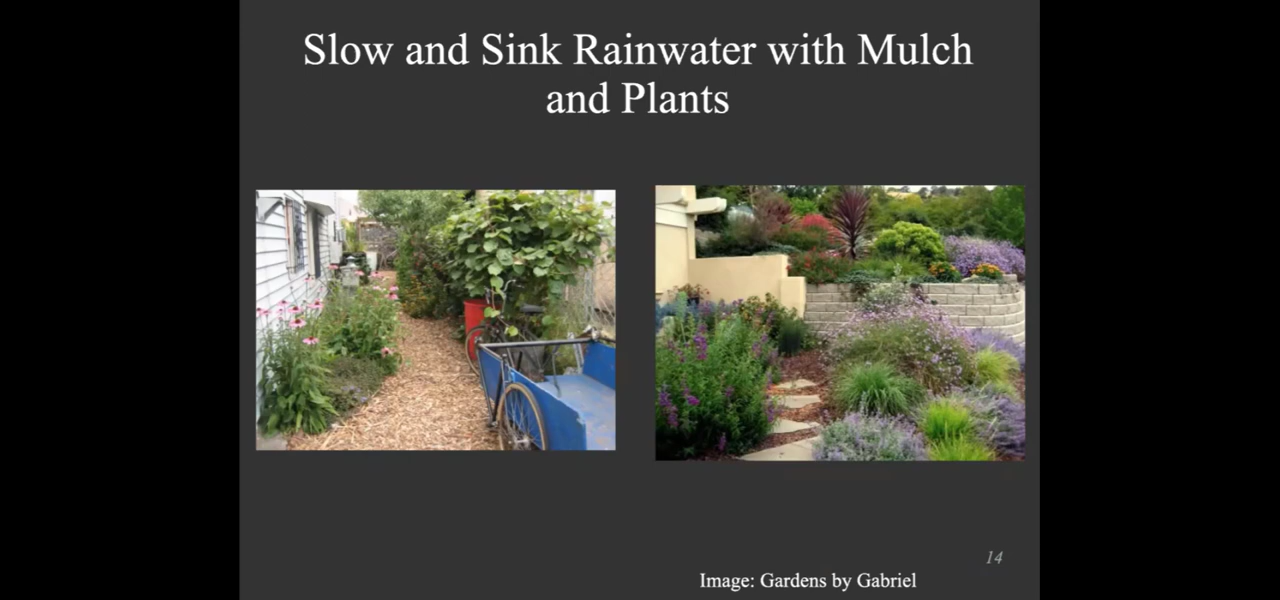 Slow and Sink Rainwater with Mulch
and Plants
14
Image: Gardens by Gabriel